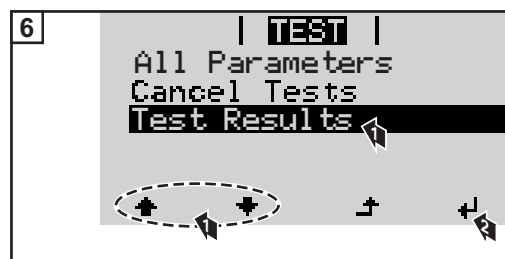 6
| TEST |
All Parameters
Cancel Tests
Test Results 1
1 2